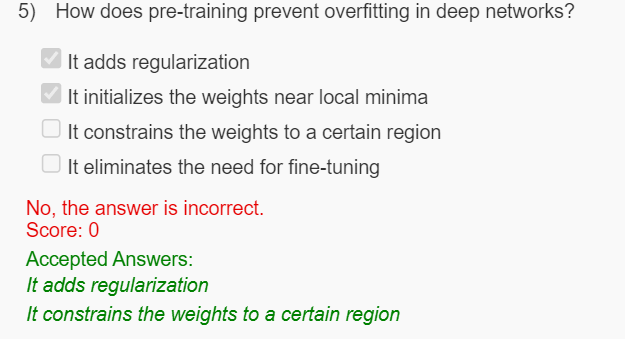 5) How does pre-training prevent overfitting in deep networks?
It adds regularization
It initializes the weights near local minima
It constrains the weights to a certain region
It eliminates the need for fine-tuning
No, the answer is incorrect.
Score: 0
Accepted Answers:
It adds regularization
It constrains the weights to a certain region